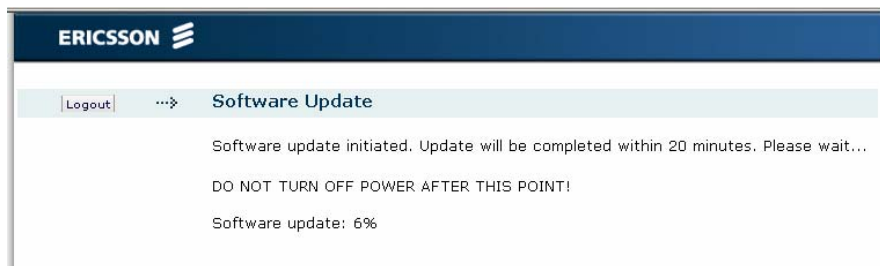 ERICSSON
Logout Software Update
Software update initiated. Update will be completed within 20 minutes. Please wait...
DO NOT TURN OFF POWER AFTER THIS POINT!
Software update: 6%